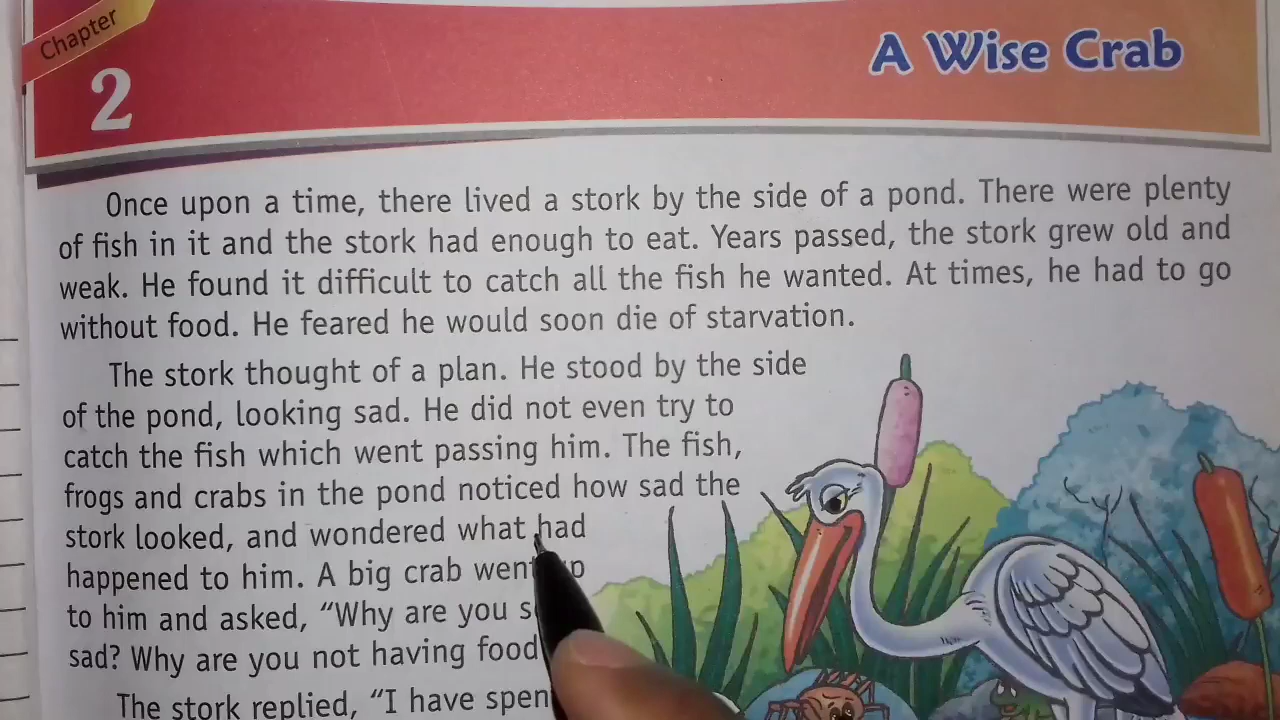 Chapter
2
A Wise Crab
Once upon a time, there lived a stork by the side of a pond. There were plenty
of fish in it and the stork had enough to eat. Years passed, the stork grew old and
weak. He found it difficult to catch all the fish he wanted. At times, he had to go
without food. He feared he would soon die of starvation.
The stork thought of a plan. He stood by the side
of the pond, looking sad. He did not even try to
catch the fish which went passing him. The fish,
frogs and crabs in the pond noticed how sad the
stork looked, and wondered what had
happened to him. A big crab went up
to him and asked, “Why are you
sad? Why are you not having food
The stork replied, “I have